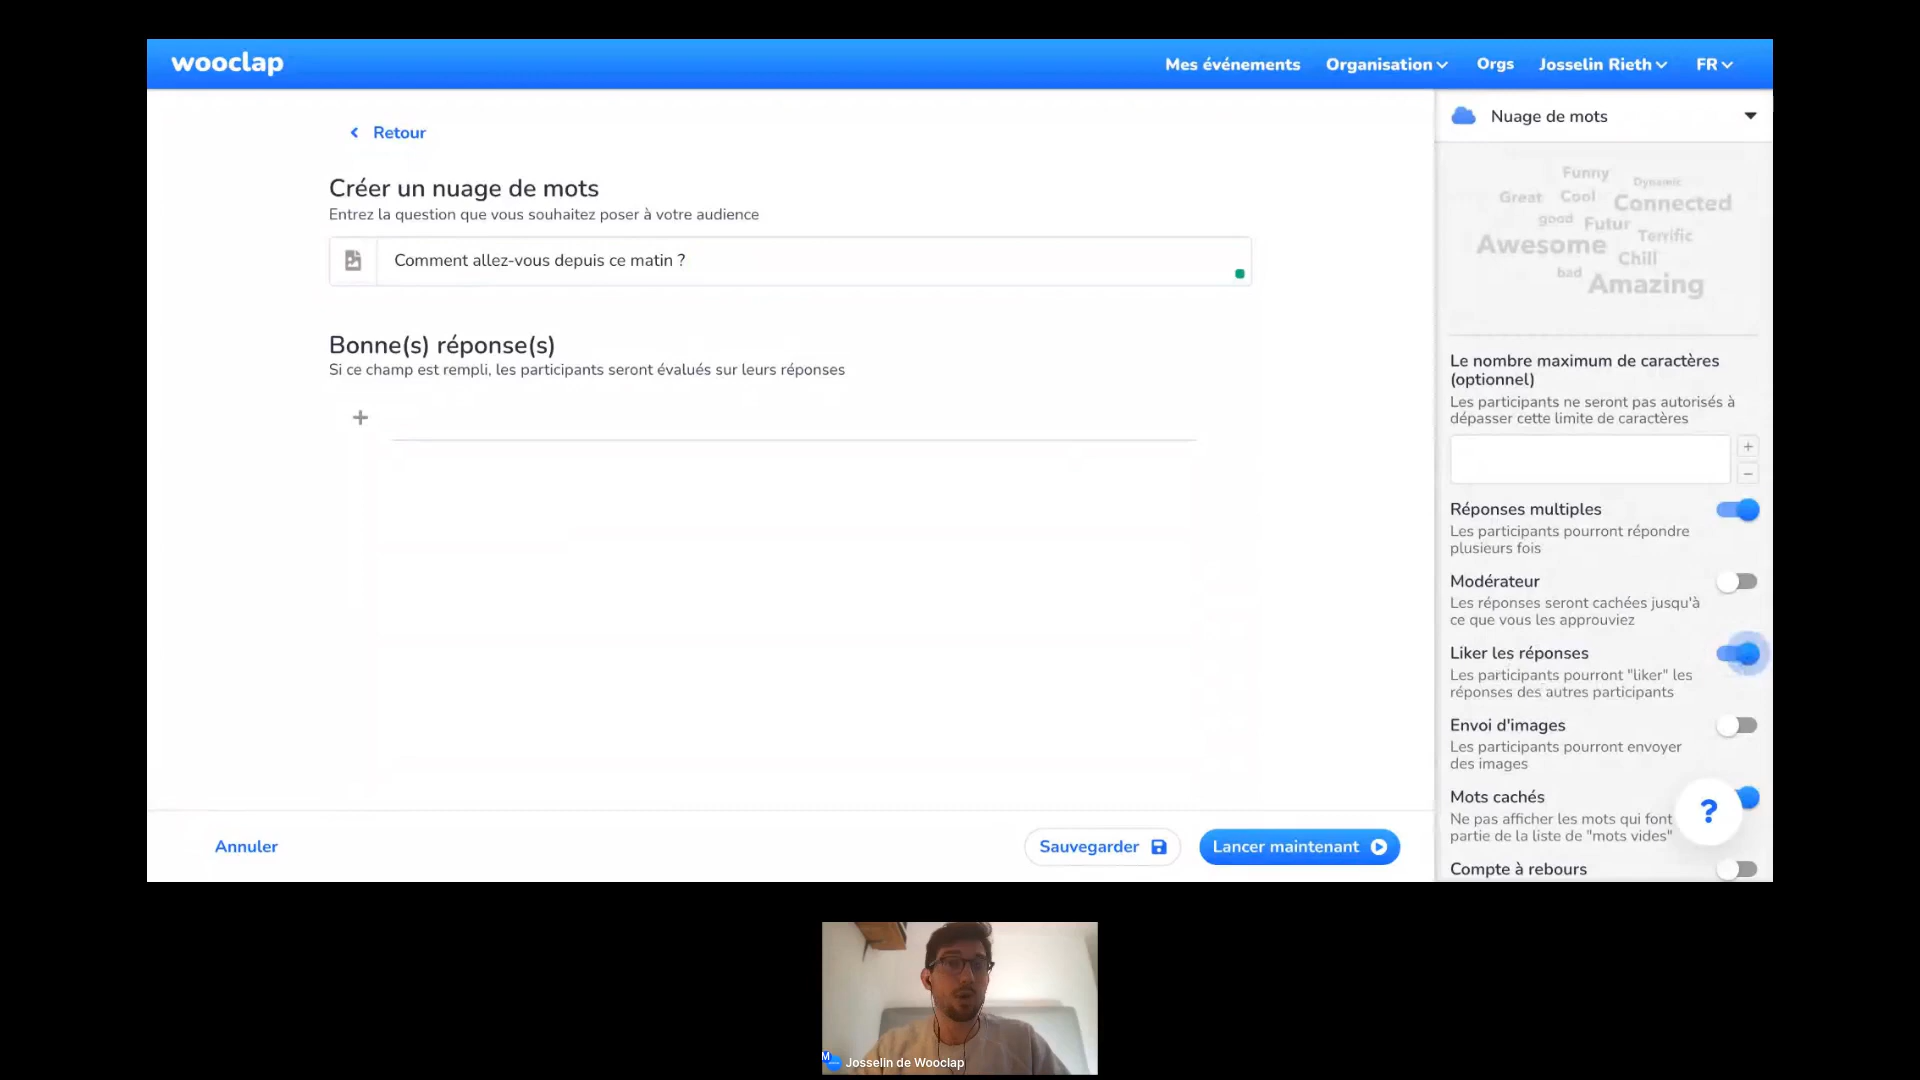 wooclap
Mes événements
Organisation
Orgs
Josselin Rieth
FR
Retour
Créer un nuage de mots
Entrez la question que vous souhaitez poser à votre audience
Comment allez-vous depuis ce matin ?
Bonne(s) réponse(s)
Si ce champ est rempli, les participants seront évalués sur leurs réponses
+
Annuler
Sauvegarder
Lancer maintenant
Nuage de mots
Funny
Dynamic
Great Cool Connected
good Futur
Awesome Terrific
Chill
bad Amazing
Le nombre maximum de caractères
(optionnel)
Les participants ne seront pas autorisés à
dépasser cette limite de caractères
+
−
Réponses multiples
Les participants pourront répondre
plusieurs fois
Modérateur
Les réponses seront cachées jusqu'à
ce que vous les approuviez
Liker les réponses
Les participants pourront "liker" les
réponses des autres participants
Envoi d'images
Les participants pourront envoyer
des images
Mots cachés
Ne pas afficher les mots qui font
partie de la liste de "mots vides"
?
Compte à rebours
M
Josselin de Wooclap